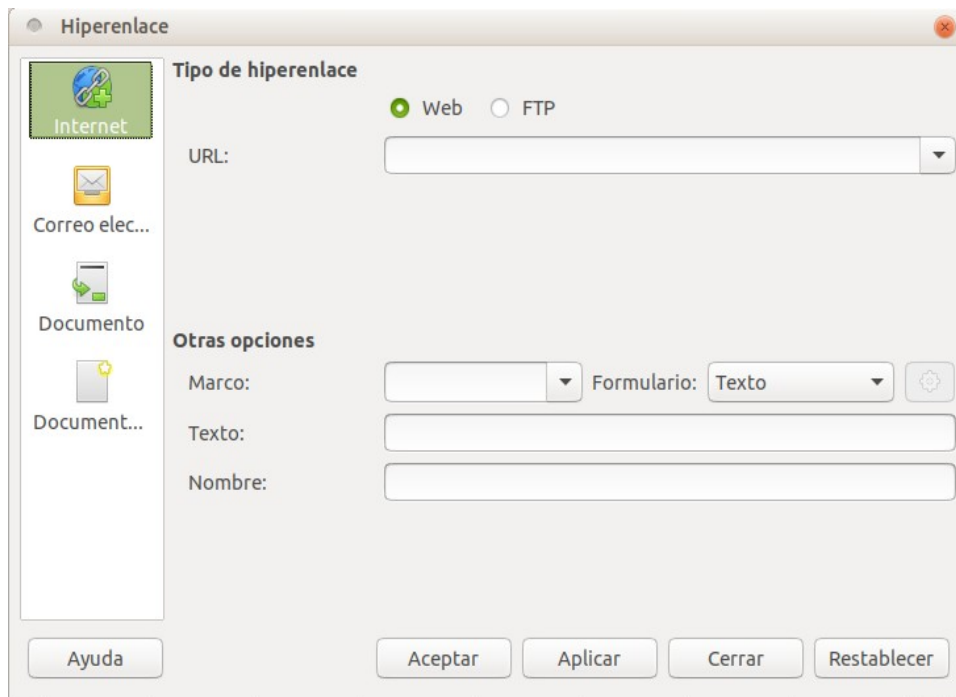 Hiperenlace
Internet
Correo elec...
Documento
Document...
Tipo de hiperenlace
Web FTP
URL:
Otras opciones
Marco: Formulario: Texto
Texto:
Nombre:
Ayuda Aceptar Aplicar Cerrar Restablecer